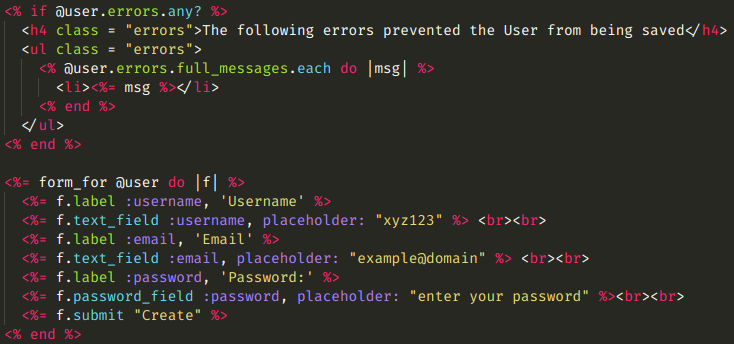 <% if @user.errors.any? %>
<h4 class = "errors">The following errors prevented the User from being saved</h4>
<ul class = "errors">
<% @user.errors.full_messages.each do |msg| %>
<li><%= msg %></li>
<% end %>
</ul>
<% end %>
<%= form_for @user do |f| %>
<%= f.label :username, 'Username' %>
<%= f.text_field :username, placeholder: "xyz123" %> <br><br>
<%= f.label :email, 'Email' %>
<%= f.text_field :email, placeholder: "example@domain" %> <br><br>
<%= f.label :password, 'Password:' %>
<%= f.password_field :password, placeholder: "enter your password" %><br><br>
<%= f.submit "Create" %>
<% end %>